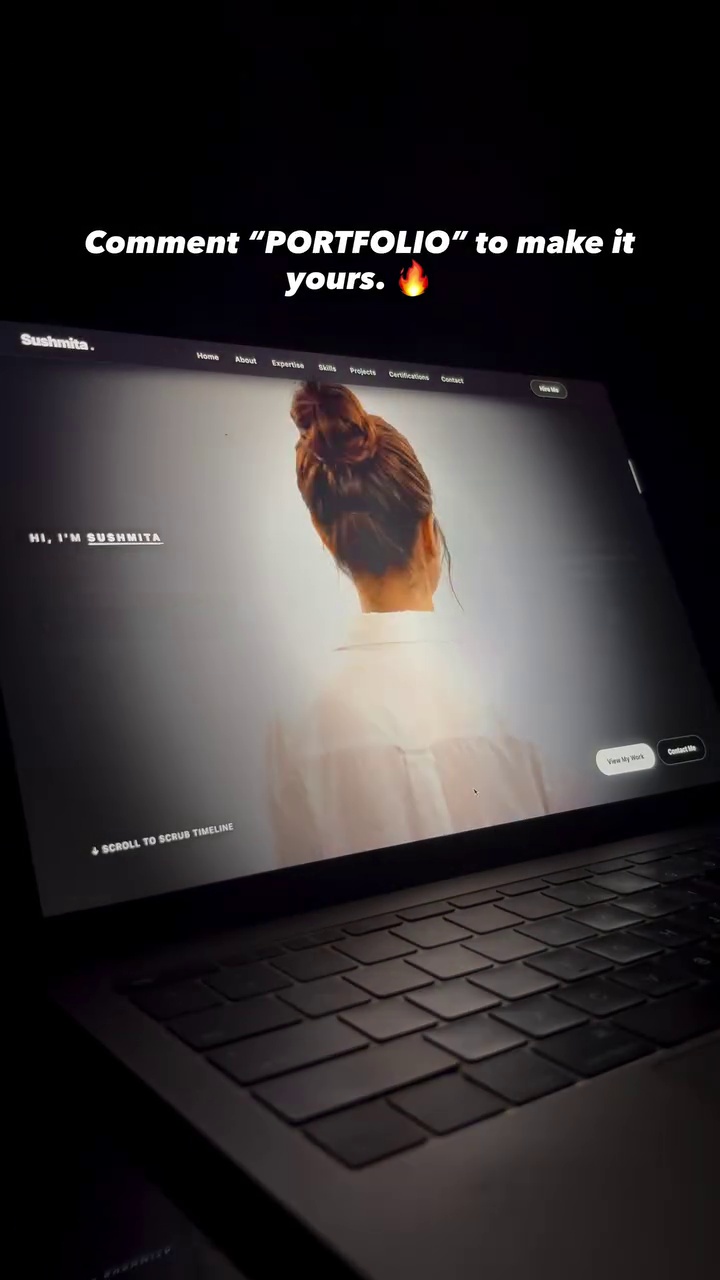 Comment “PORTFOLIO” to make it
yours. 🔥
Sushmita.
Home About Expertise Skills Projects Certifications Contact
Hire Me
HI, I'M SUSHMITA
View My Work
Contact Me
↓ SCROLL TO SCRUB TIMELINE